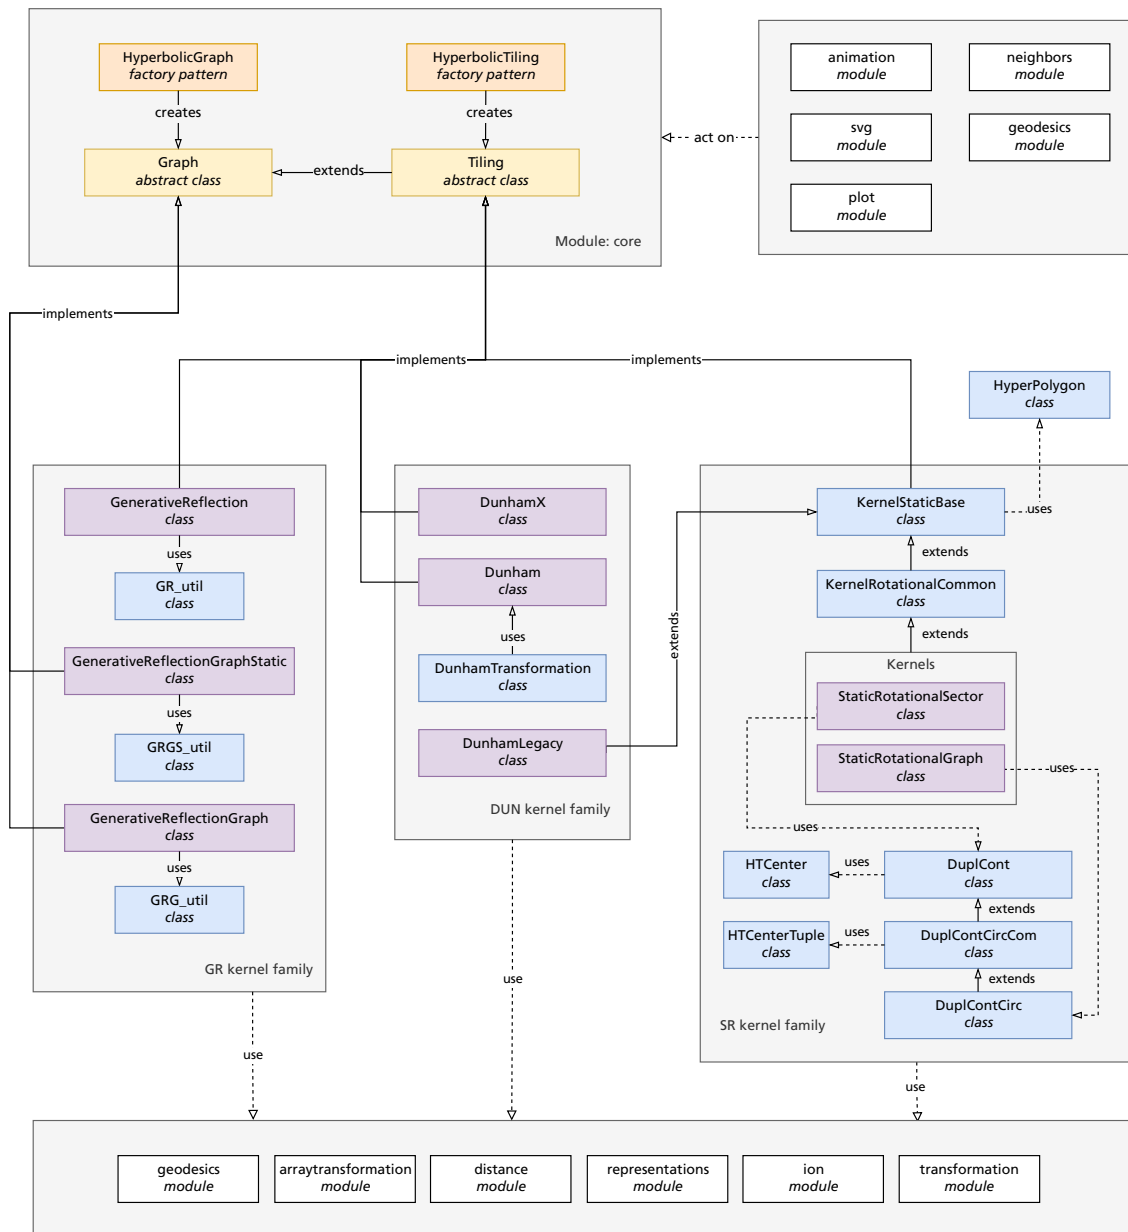 HyperbolicGraph
factory pattern
HyperbolicTiling
factory pattern
creates
creates
Graph
abstract class
extends
Tiling
abstract class
Module: core
act on
animation
module
neighbors
module
svg
module
geodesics
module
plot
module
implements
implements
implements
HyperPolygon
class
GenerativeReflection
class
uses
GR_util
class
GenerativeReflectionGraphStatic
class
uses
GRGS_util
class
GenerativeReflectionGraph
class
uses
GRG_util
class
GR kernel family
DunhamX
class
Dunham
class
uses
DunhamTransformation
class
DunhamLegacy
class
DUN kernel family
extends
KernelStaticBase
class
uses
extends
KernelRotationalCommon
class
extends
Kernels
StaticRotationalSector
class
StaticRotationalGraph
class
uses
uses
HTCenter
class
uses
DuplCont
class
extends
HTCenterTuple
class
uses
DuplContCircCom
class
extends
DuplContCirc
class
SR kernel family
use
use
use
geodesics
module
arraytransformation
module
distance
module
representations
module
ion
module
transformation
module